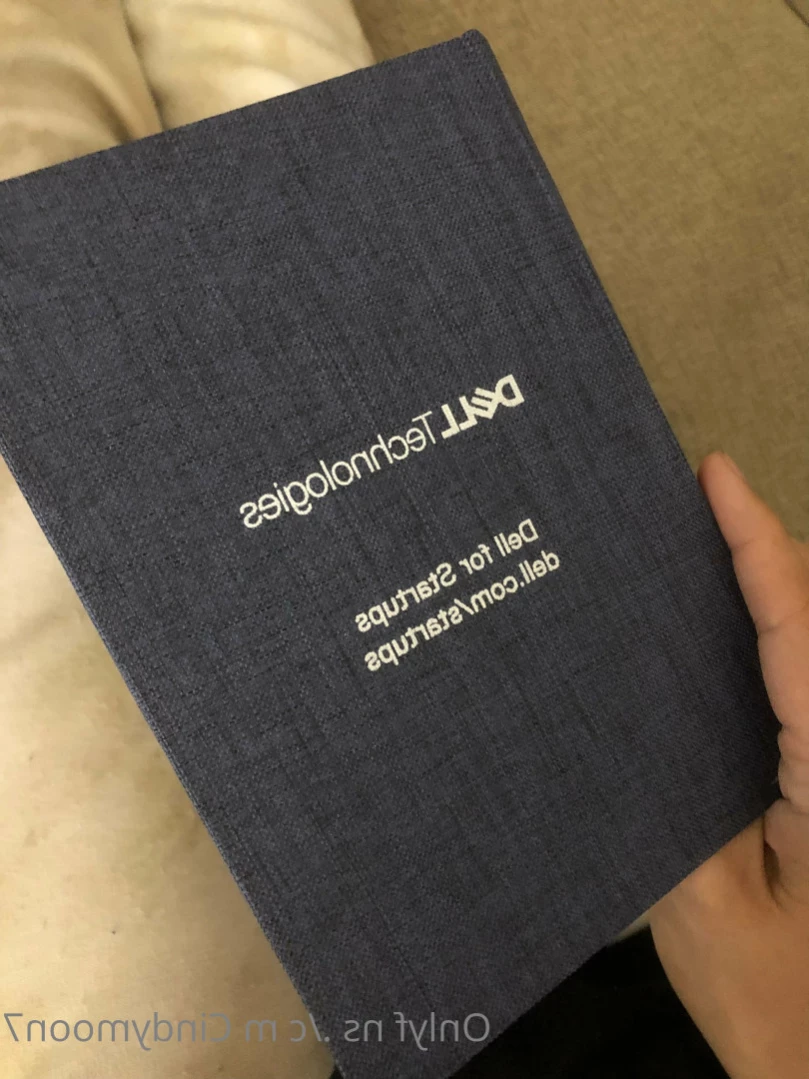 DELL Technologies
Dell for Startups
dell.com/startups
Onlyf ns ./c m Cindymoon7